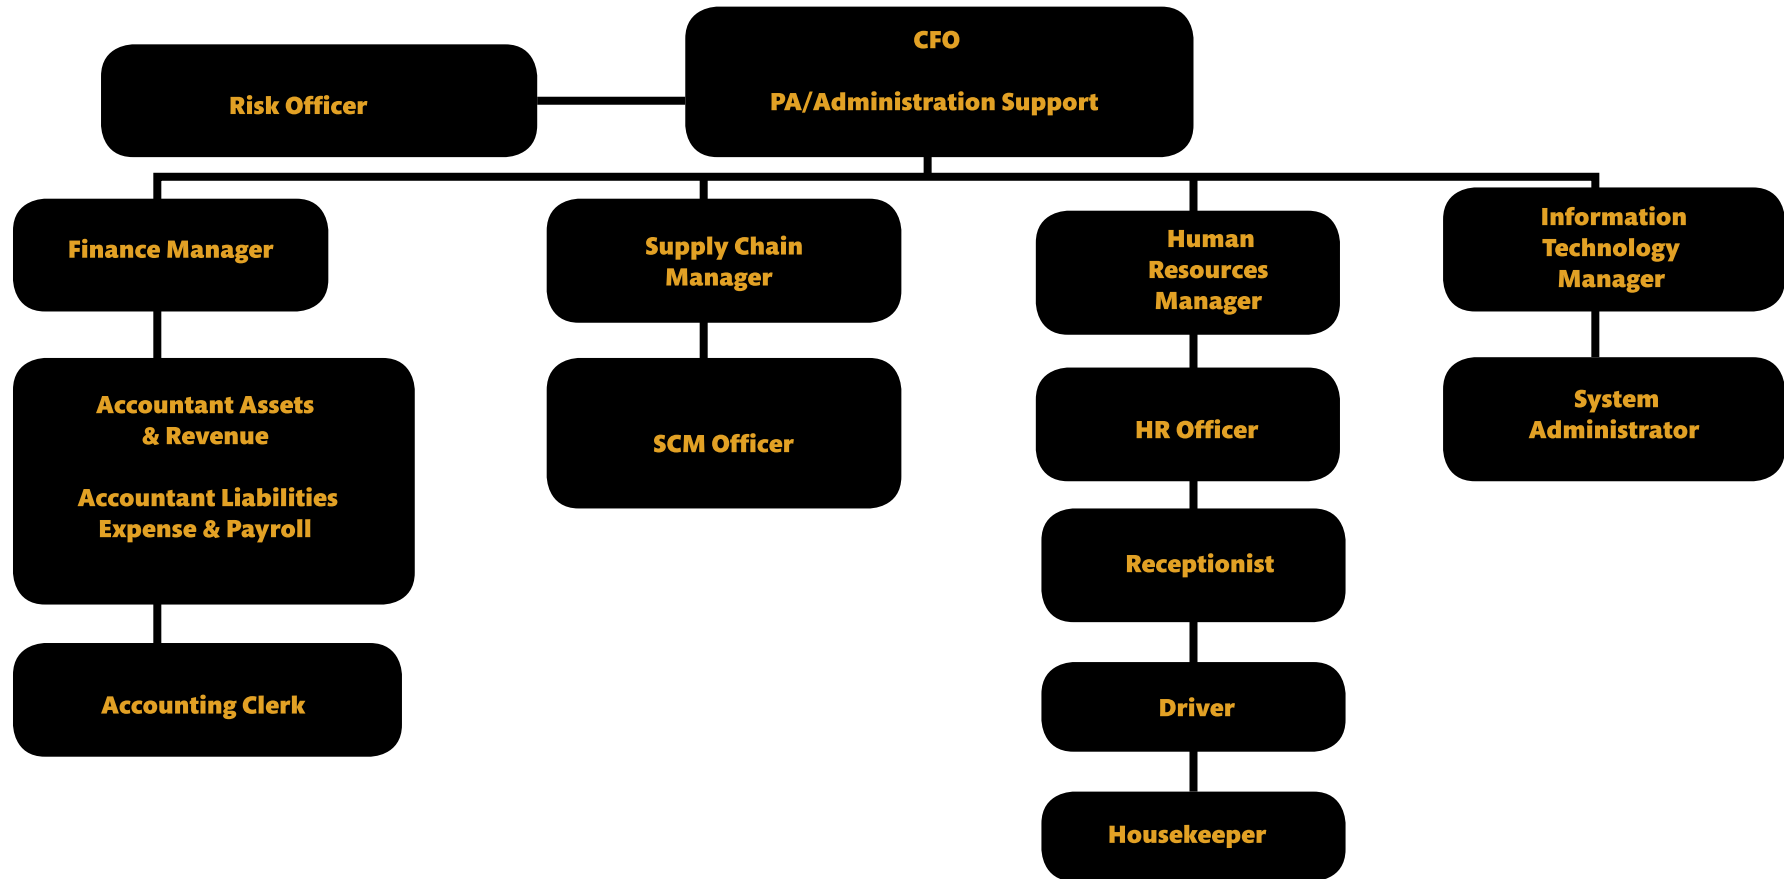 CFO
PA/Administration Support
Risk Officer
Finance Manager
Supply Chain
Manager
Human
Resources
Manager
Information
Technology
Manager
Accountant Assets
& Revenue
Accountant Liabilities
Expense & Payroll
SCM Officer
HR Officer
System
Administrator
Receptionist
Accounting Clerk
Driver
Housekeeper